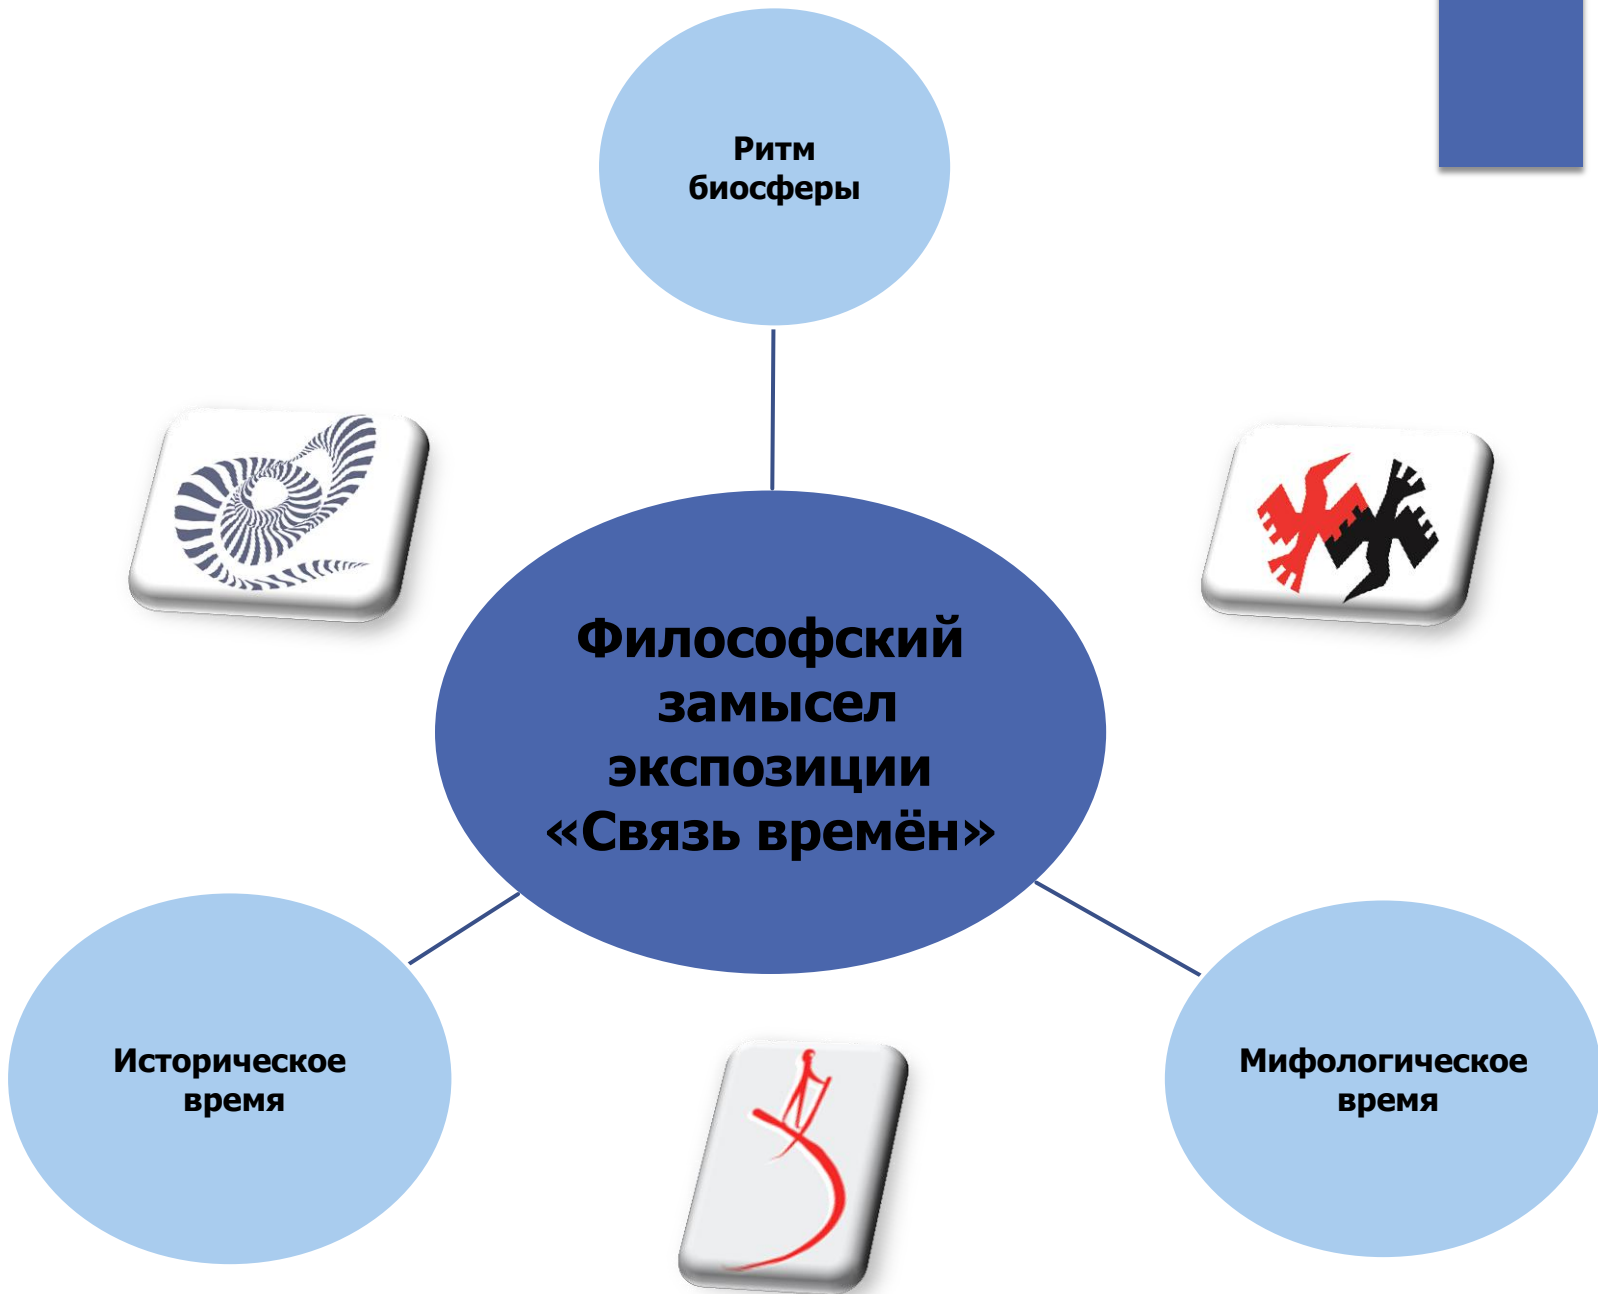 Ритм
биосферы
Философский
замысел
экспозиции
«Связь времён»
Историческое
время
Мифологическое
время